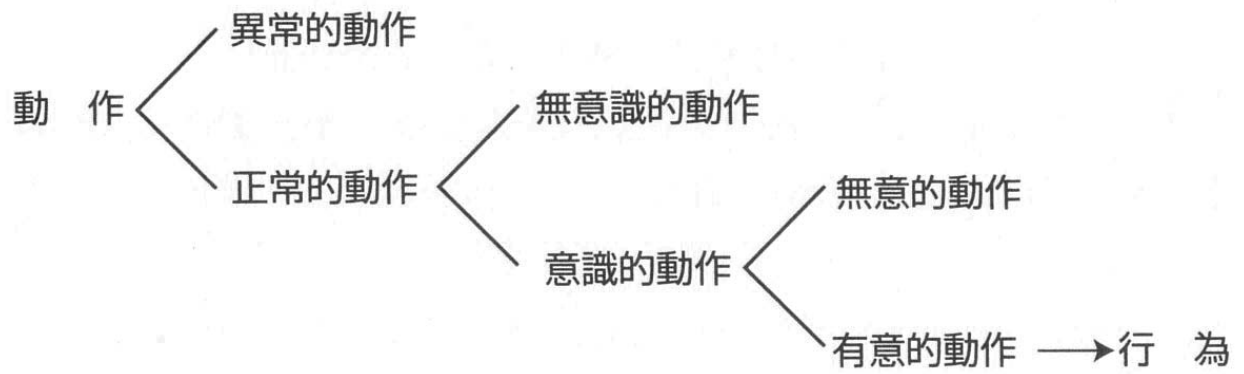 異常的動作
動 作
無意識的動作
正常的動作
無意的動作
意識的動作
有意的動作 → 行 為